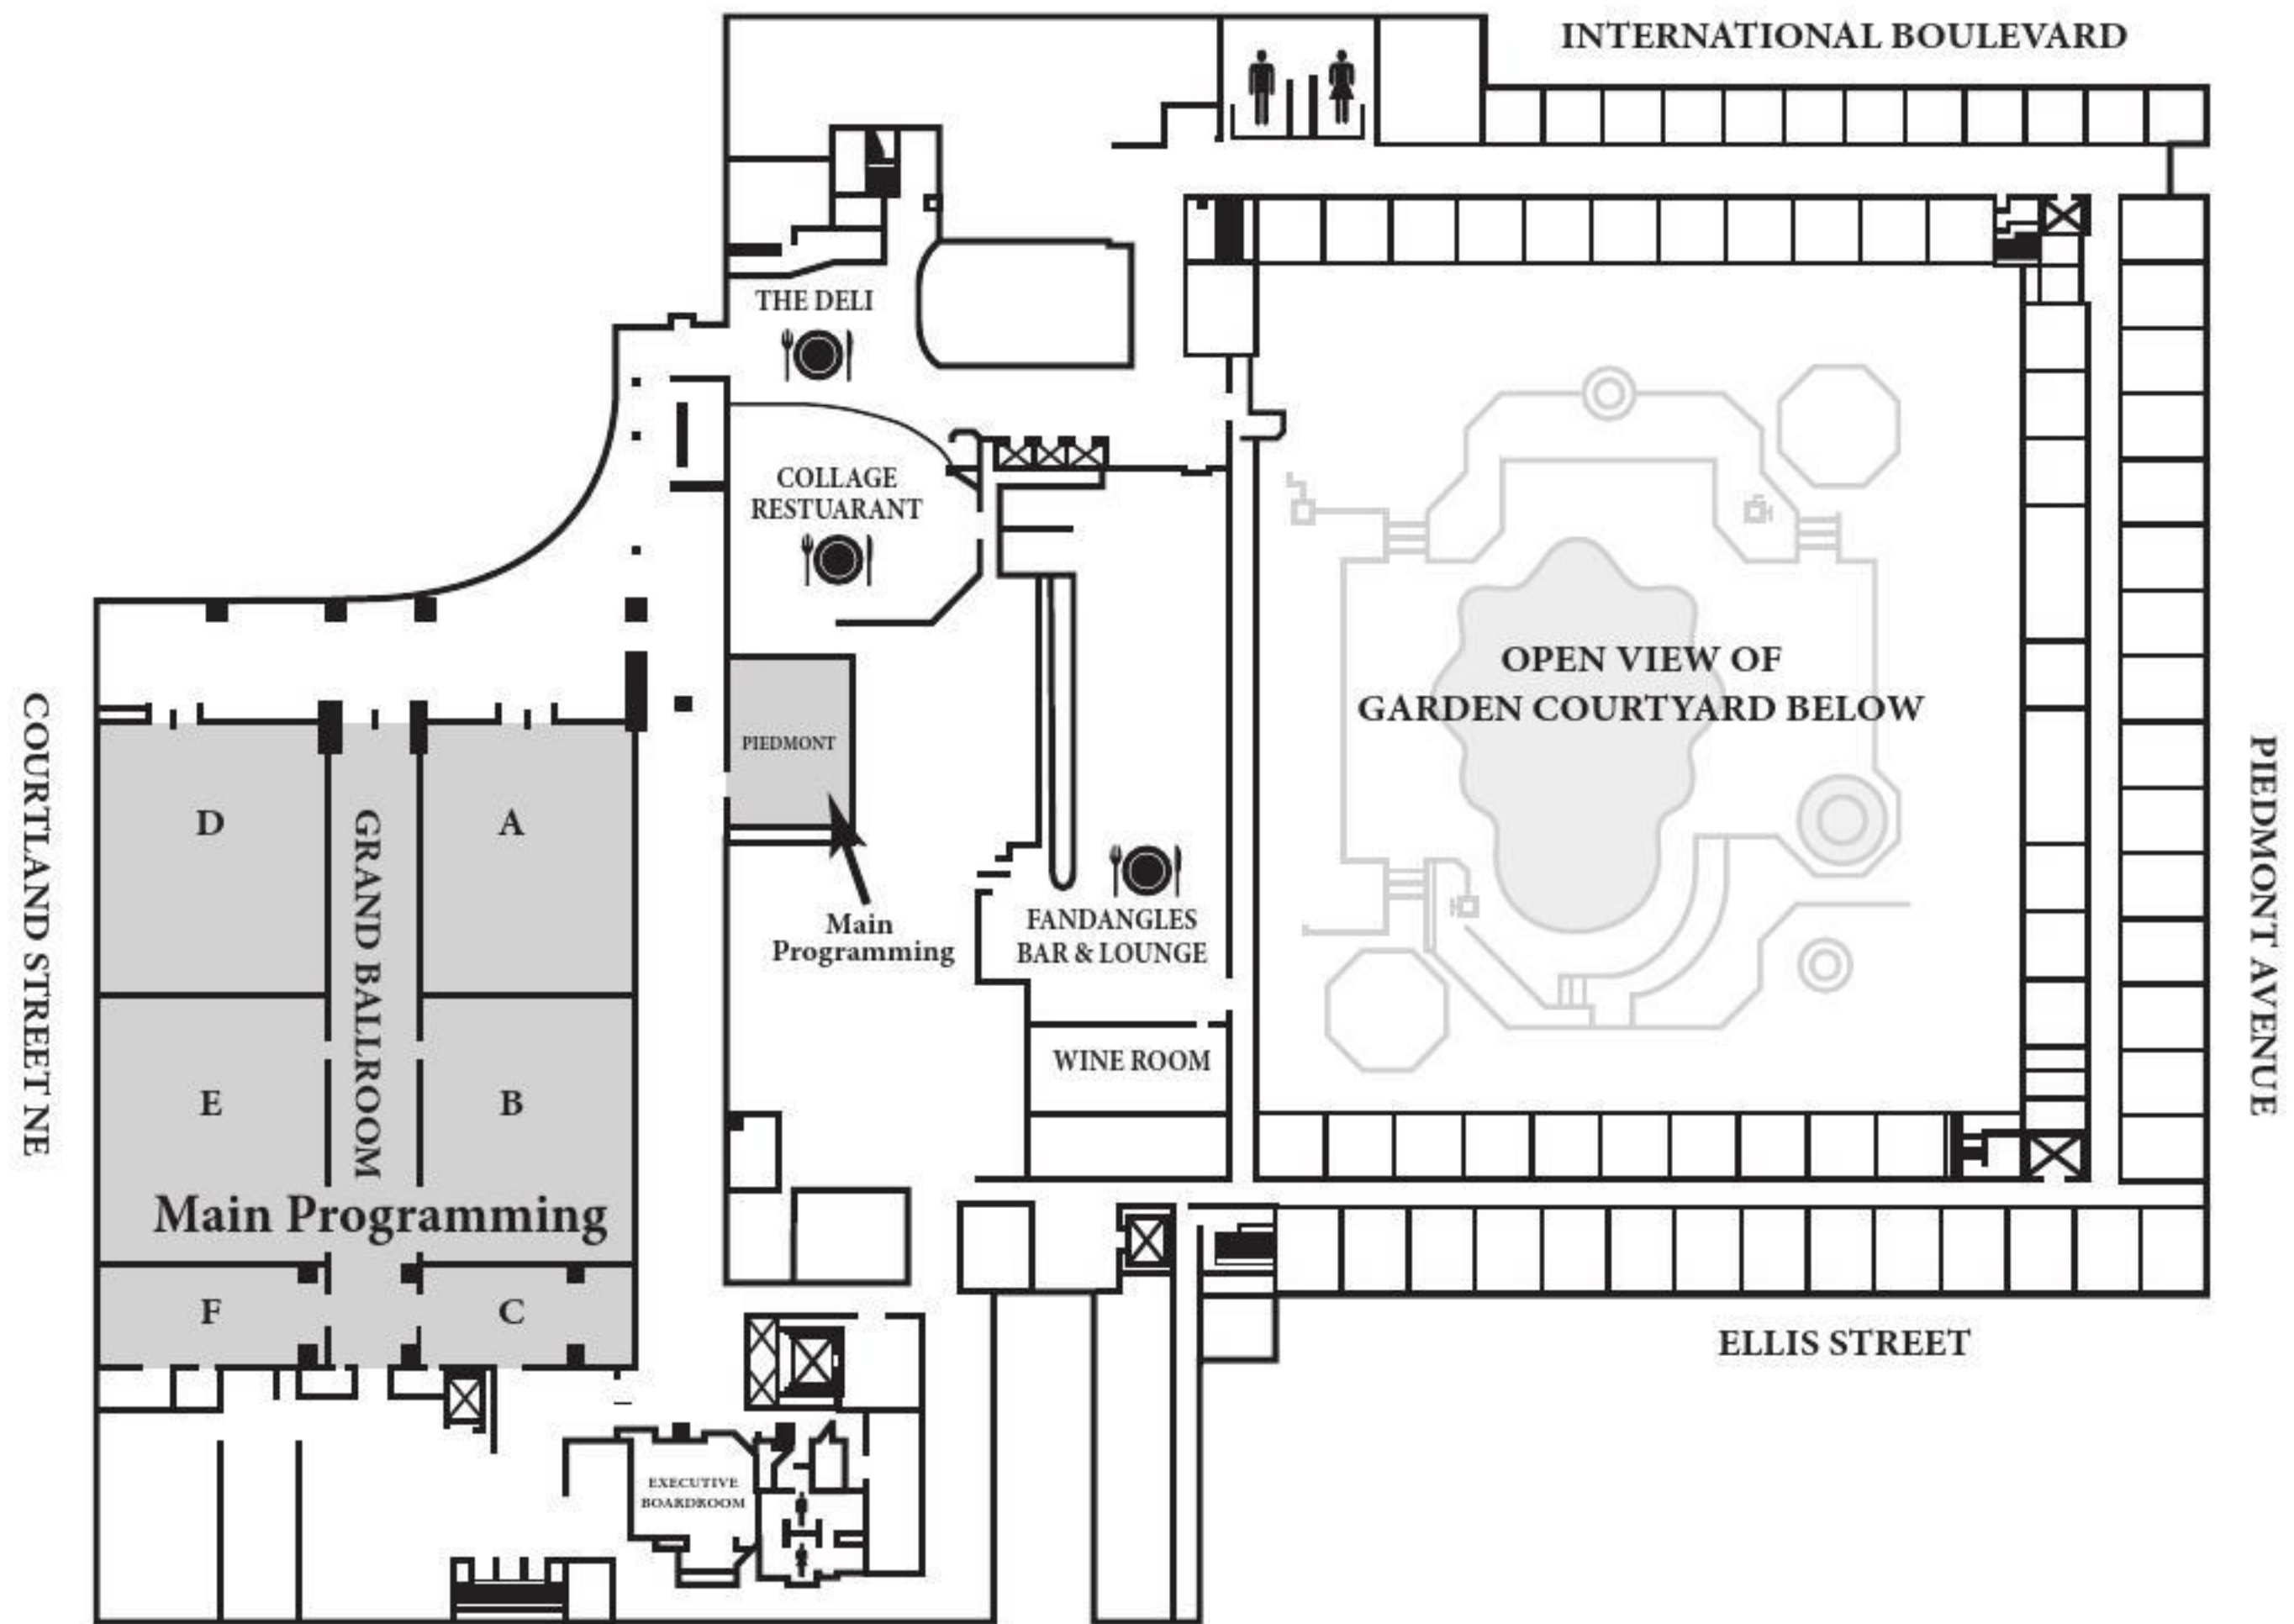 INTERNATIONAL BOULEVARD
THE DELI
COLLAGE
RESTUARANT
OPEN VIEW OF
GARDEN COURTYARD BELOW
COURTLAND STREET NE
PIEDMONT
PIEDMONT AVENUE
D
GRAND BALLROOM
A
Main
Programming
FANDANGLES
BAR & LOUNGE
E
B
WINE ROOM
Main Programming
F
C
ELLIS STREET
EXECUTIVE
BOARDROOM